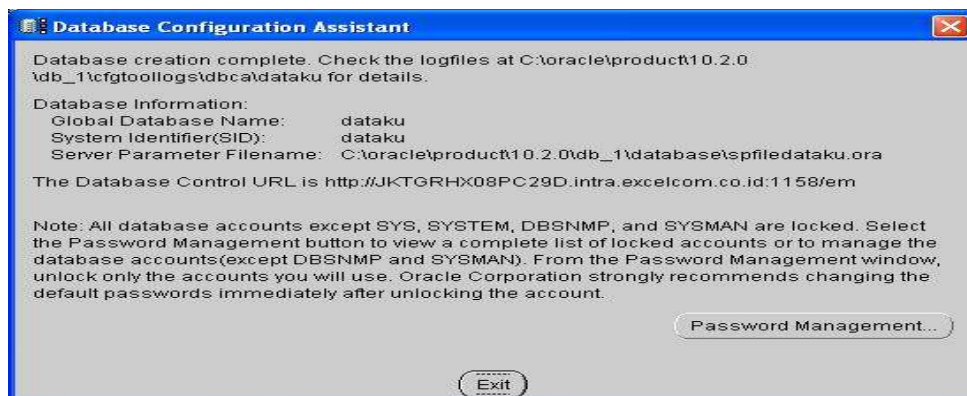 Database Configuration Assistant
Database creation complete. Check the logfiles at C:\oracle\product\10.2.0
\db_1\cfgtoollogs\dbca\dataku for details.
Database Information:
Global Database Name: dataku
System Identifier(SID): dataku
Server Parameter Filename: C:\oracle\product\10.2.0\db_1\database\spfiledataku.ora
The Database Control URL is http://JKTGRHX08PC29D.intra.excelcom.co.id:1158/em
Note: All database accounts except SYS, SYSTEM, DBSNMP, and SYSMAN are locked. Select
the Password Management button to view a complete list of locked accounts or to manage the
database accounts(except DBSNMP and SYSMAN). From the Password Management window,
unlock only the accounts you will use. Oracle Corporation strongly recommends changing the
default passwords immediately after unlocking the account.
Password Management...
Exit